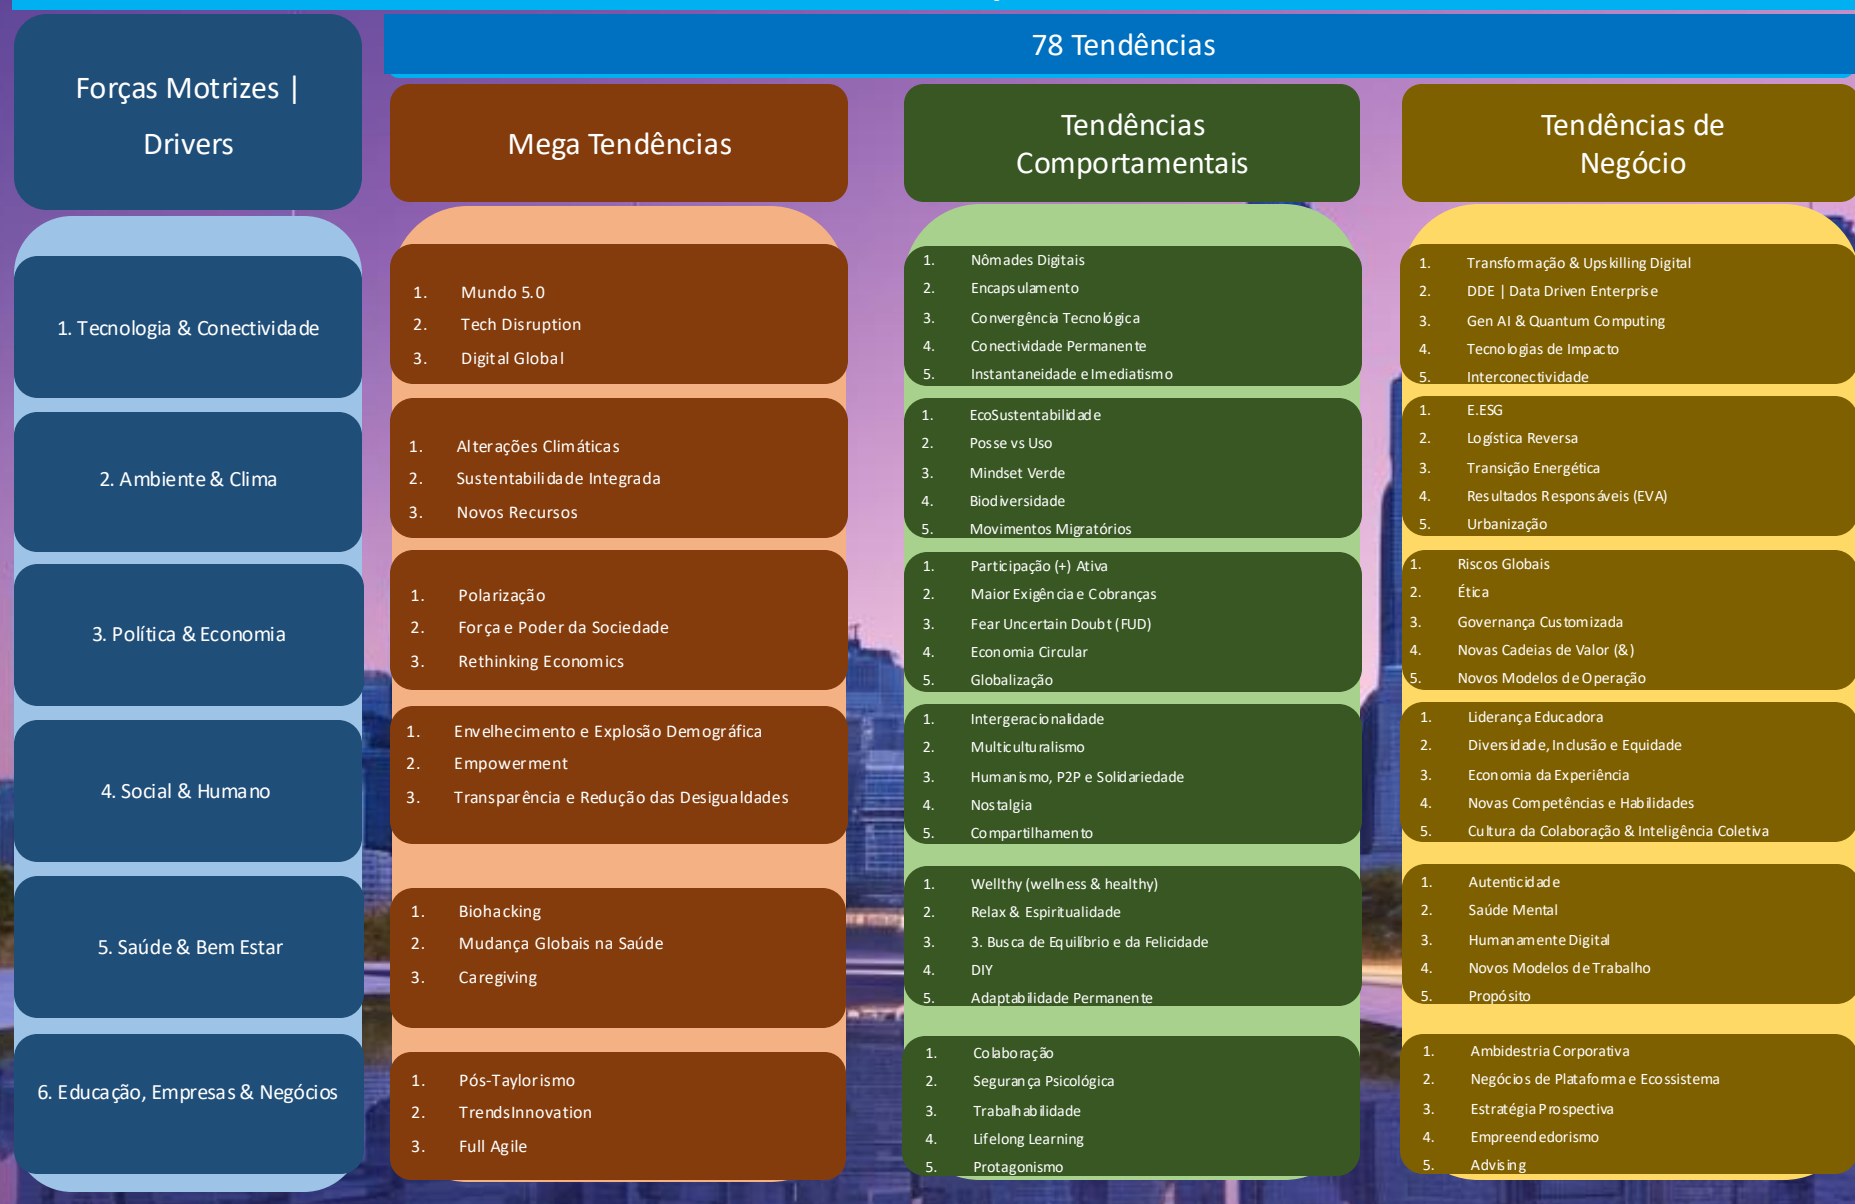 78 Tendências
Forças Motrizes |
Drivers
Mega Tendências
Tendências
Comportamentais
Tendências de
Negócio
1. Tecnologia & Conectividade
1. Mundo 5.0
2. Tech Disruption
3. Digital Global
1. Nômades Digitais
2. Encapsulamento
3. Convergência Tecnológica
4. Conectividade Permanente
5. Instantaneidade e Imediatismo
1. Transformação & Upskilling Digital
2. DDE | Data Driven Enterprise
3. Gen AI & Quantum Computing
4. Tecnologias de Impacto
5. Interconectividade
2. Ambiente & Clima
1. Alterações Climáticas
2. Sustentabilidade Integrada
3. Novos Recursos
1. EcoSustentabilidade
2. Posse vs Uso
3. Mindset Verde
4. Biodiversidade
5. Movimentos Migratórios
1. E.ESG
2. Logística Reversa
3. Transição Energética
4. Resultados Responsáveis (EVA)
5. Urbanização
3. Política & Economia
1. Polarização
2. Força e Poder da Sociedade
3. Rethinking Economics
1. Participação (+) Ativa
2. Maior Exigência e Cobranças
3. Fear Uncertain Doubt (FUD)
4. Economia Circular
5. Globalização
1. Riscos Globais
2. Ética
3. Governança Customizada
4. Novas Cadeias de Valor (&)
5. Novos Modelos de Operação
4. Social & Humano
1. Envelhecimento e Explosão Demográfica
2. Empowerment
3. Transparência e Redução das Desigualdades
1. Intergeracionalidade
2. Multiculturalismo
3. Humanismo, P2P e Solidariedade
4. Nostalgia
5. Compartilhamento
1. Liderança Educadora
2. Diversidade, Inclusão e Equidade
3. Economia da Experiência
4. Novas Competências e Habilidades
5. Cultura da Colaboração & Inteligência Coletiva
5. Saúde & Bem Estar
1. Biohacking
2. Mudança Globais na Saúde
3. Caregiving
1. Wellthy (wellness & healthy)
2. Relax & Espiritualidade
3. 3. Busca de Equilíbrio e da Felicidade
4. DIY
5. Adaptabilidade Permanente
1. Autenticidade
2. Saúde Mental
3. Humanamente Digital
4. Novos Modelos de Trabalho
5. Propósito
6. Educação, Empresas & Negócios
1. Pós-Taylorismo
2. TrendsInnovation
3. Full Agile
1. Colaboração
2. Segurança Psicológica
3. Trabalhabilidade
4. Lifelong Learning
5. Protagonismo
1. Ambidestria Corporativa
2. Negócios de Plataforma e Ecossistema
3. Estratégia Prospectiva
4. Empreendedorismo
5. Advising